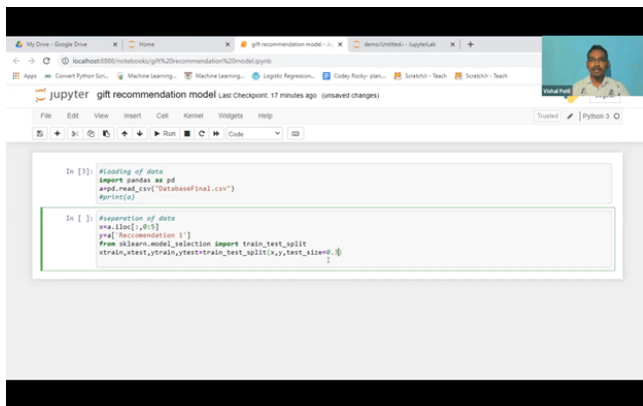 My Drive - Google Drive
Home
gift recommendation model - Ju
demo/Untitled.i - JupyterLab
localhost:8888/notebooks/gift%20recommendation%20model.ipynb
Apps
Convert Python Scri...
Machine Learning...
Machine Learning...
Logistic Regression...
Codey Rocky- plan...
ScratchJr - Teach
ScratchJr - Teach
Vishal Patil
jupyter gift recommendation model Last Checkpoint: 17 minutes ago (unsaved changes)
File Edit View Insert Cell Kernel Widgets Help
Trusted Python 3
Run Code
In [3]: #loading of data
import pandas as pd
a=pd.read_csv("DatabaseFinal.csv")
#print(a)
In [ ]: #seperation of data
x=a.iloc[:,0:5]
y=a['Reccomendation 1']
from sklearn.model_selection import train_test_split
xtrain,xtest,ytrain,ytest=train_test_split(x,y,test_size=0.3)